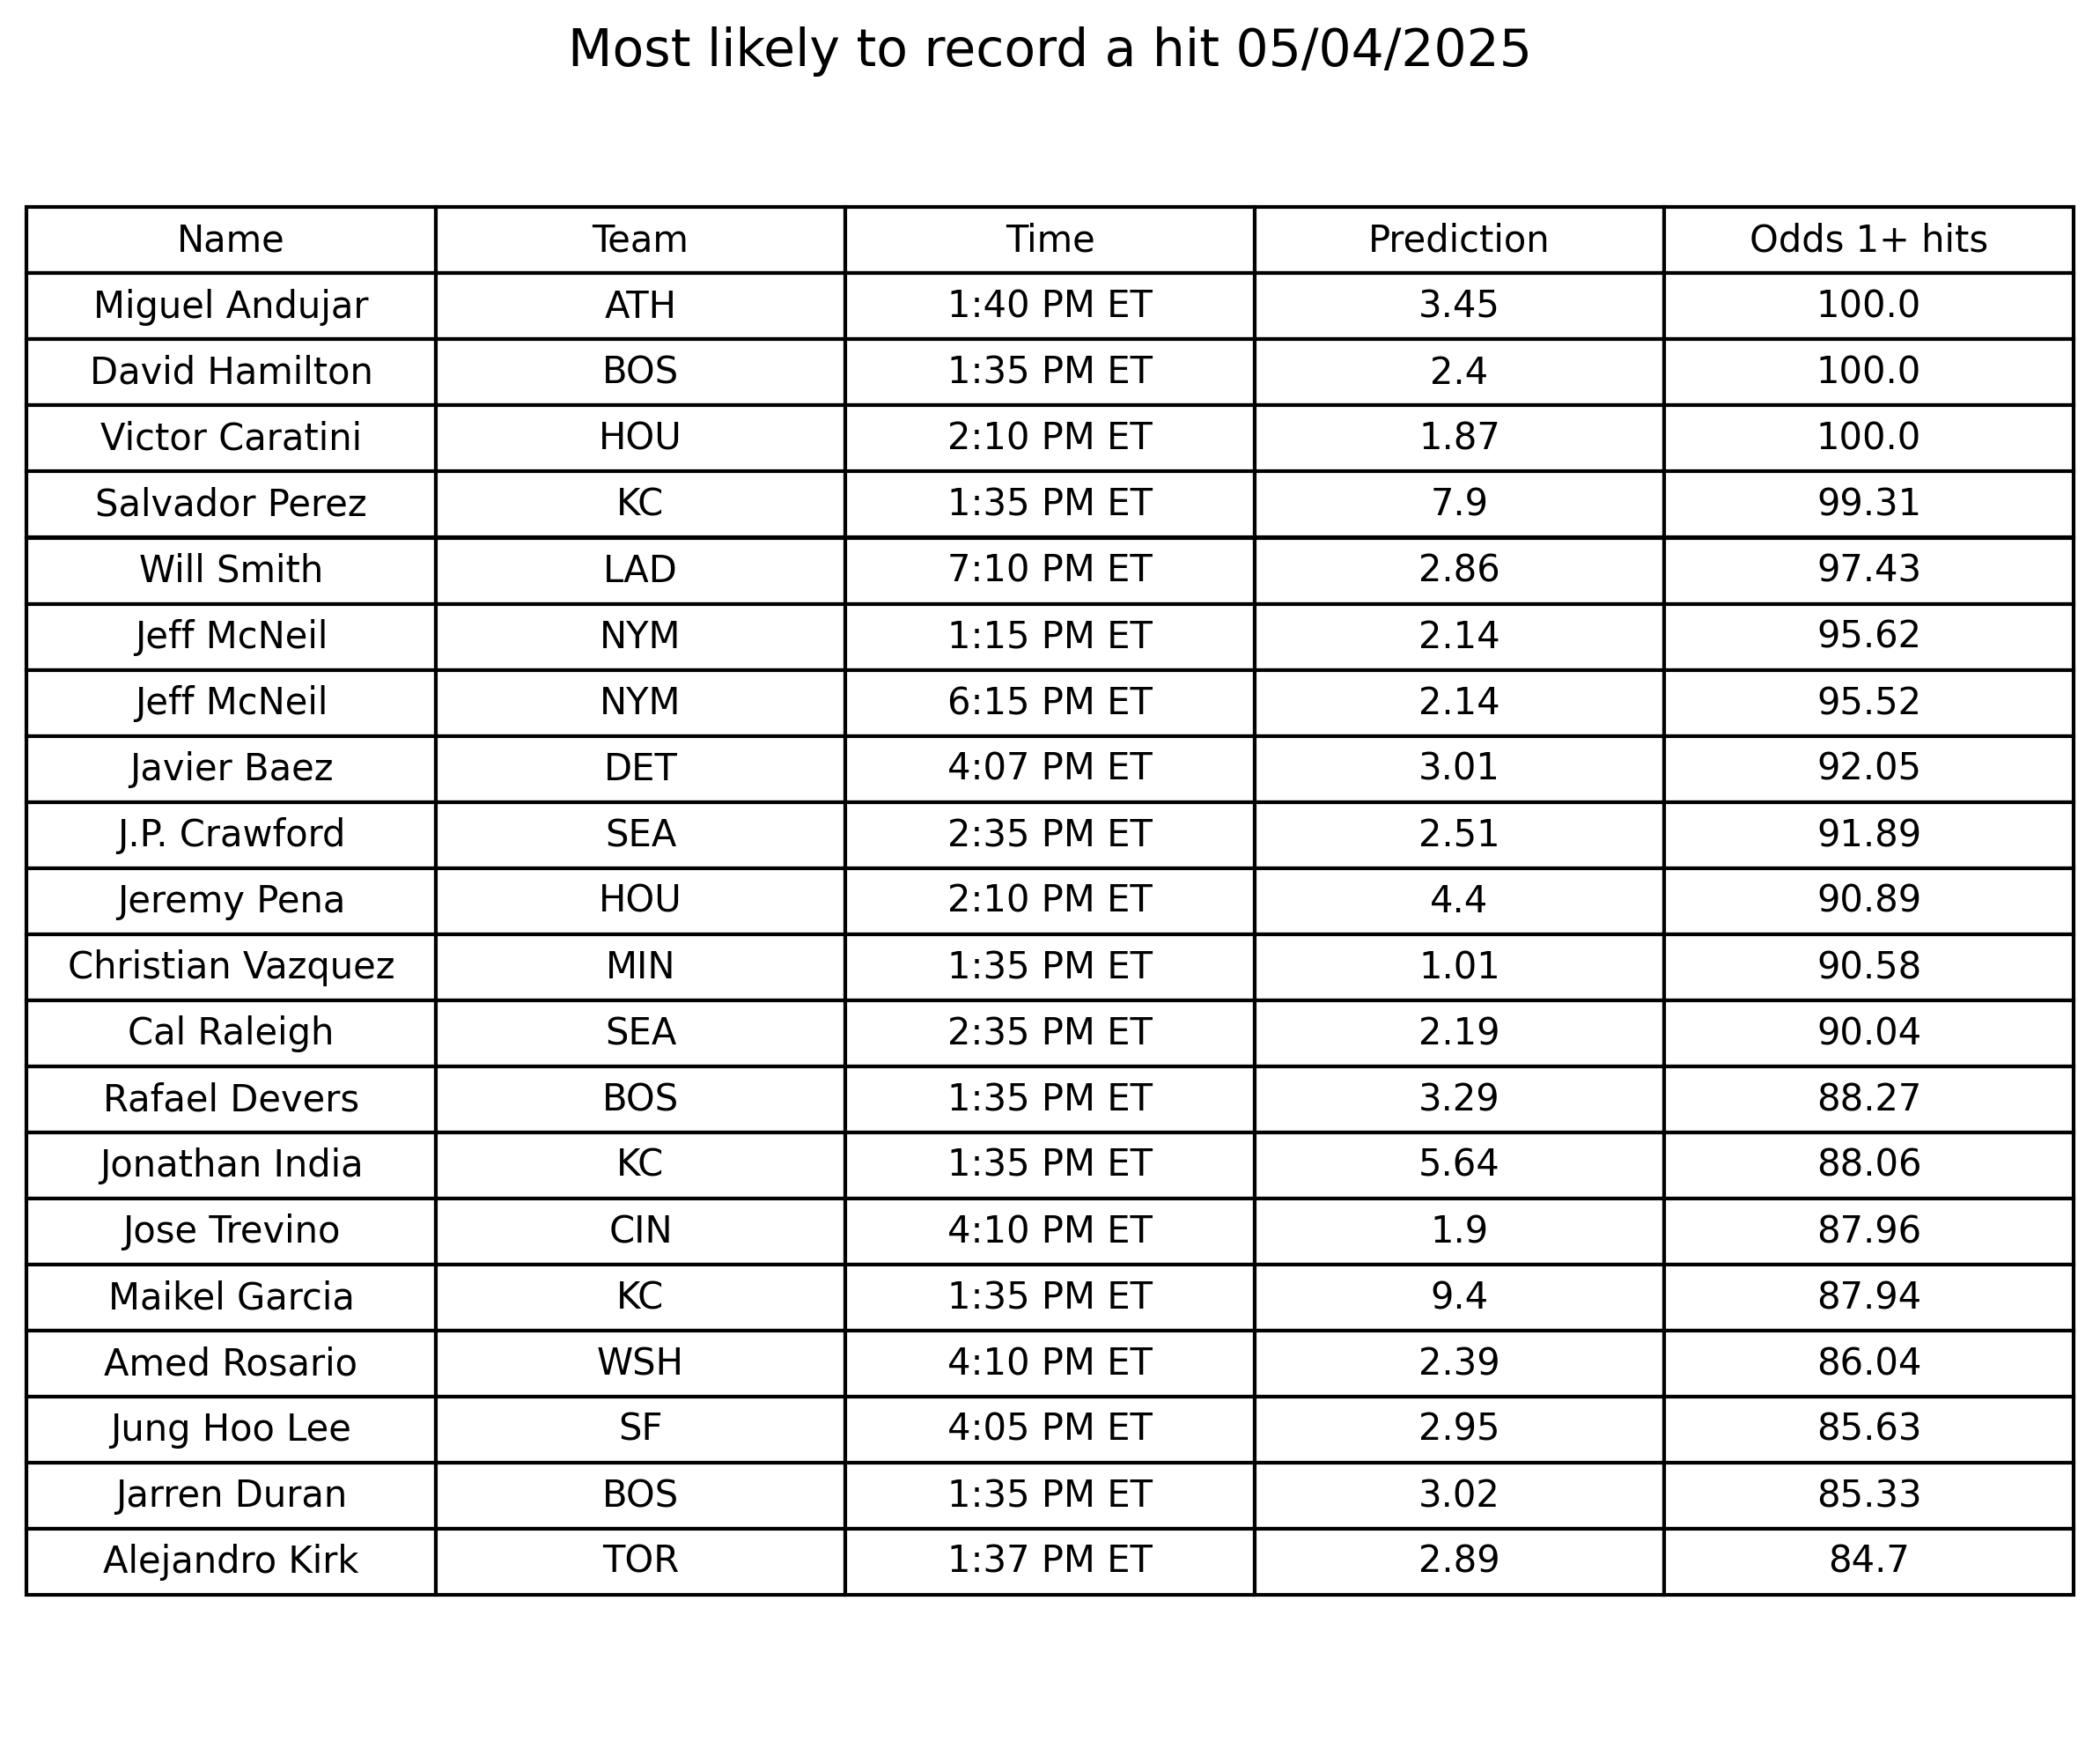 Most likely to record a hit 05/04/2025
Name Team Time Prediction Odds 1+ hits
Miguel Andujar ATH 1:40 PM ET 3.45 100.0
David Hamilton BOS 1:35 PM ET 2.4 100.0
Victor Caratini HOU 2:10 PM ET 1.87 100.0
Salvador Perez KC 1:35 PM ET 7.9 99.31
Will Smith LAD 7:10 PM ET 2.86 97.43
Jeff McNeil NYM 1:15 PM ET 2.14 95.62
Jeff McNeil NYM 6:15 PM ET 2.14 95.52
Javier Baez DET 4:07 PM ET 3.01 92.05
J.P. Crawford SEA 2:35 PM ET 2.51 91.89
Jeremy Pena HOU 2:10 PM ET 4.4 90.89
Christian Vazquez MIN 1:35 PM ET 1.01 90.58
Cal Raleigh SEA 2:35 PM ET 2.19 90.04
Rafael Devers BOS 1:35 PM ET 3.29 88.27
Jonathan India KC 1:35 PM ET 5.64 88.06
Jose Trevino CIN 4:10 PM ET 1.9 87.96
Maikel Garcia KC 1:35 PM ET 9.4 87.94
Amed Rosario WSH 4:10 PM ET 2.39 86.04
Jung Hoo Lee SF 4:05 PM ET 2.95 85.63
Jarren Duran BOS 1:35 PM ET 3.02 85.33
Alejandro Kirk TOR 1:37 PM ET 2.89 84.7